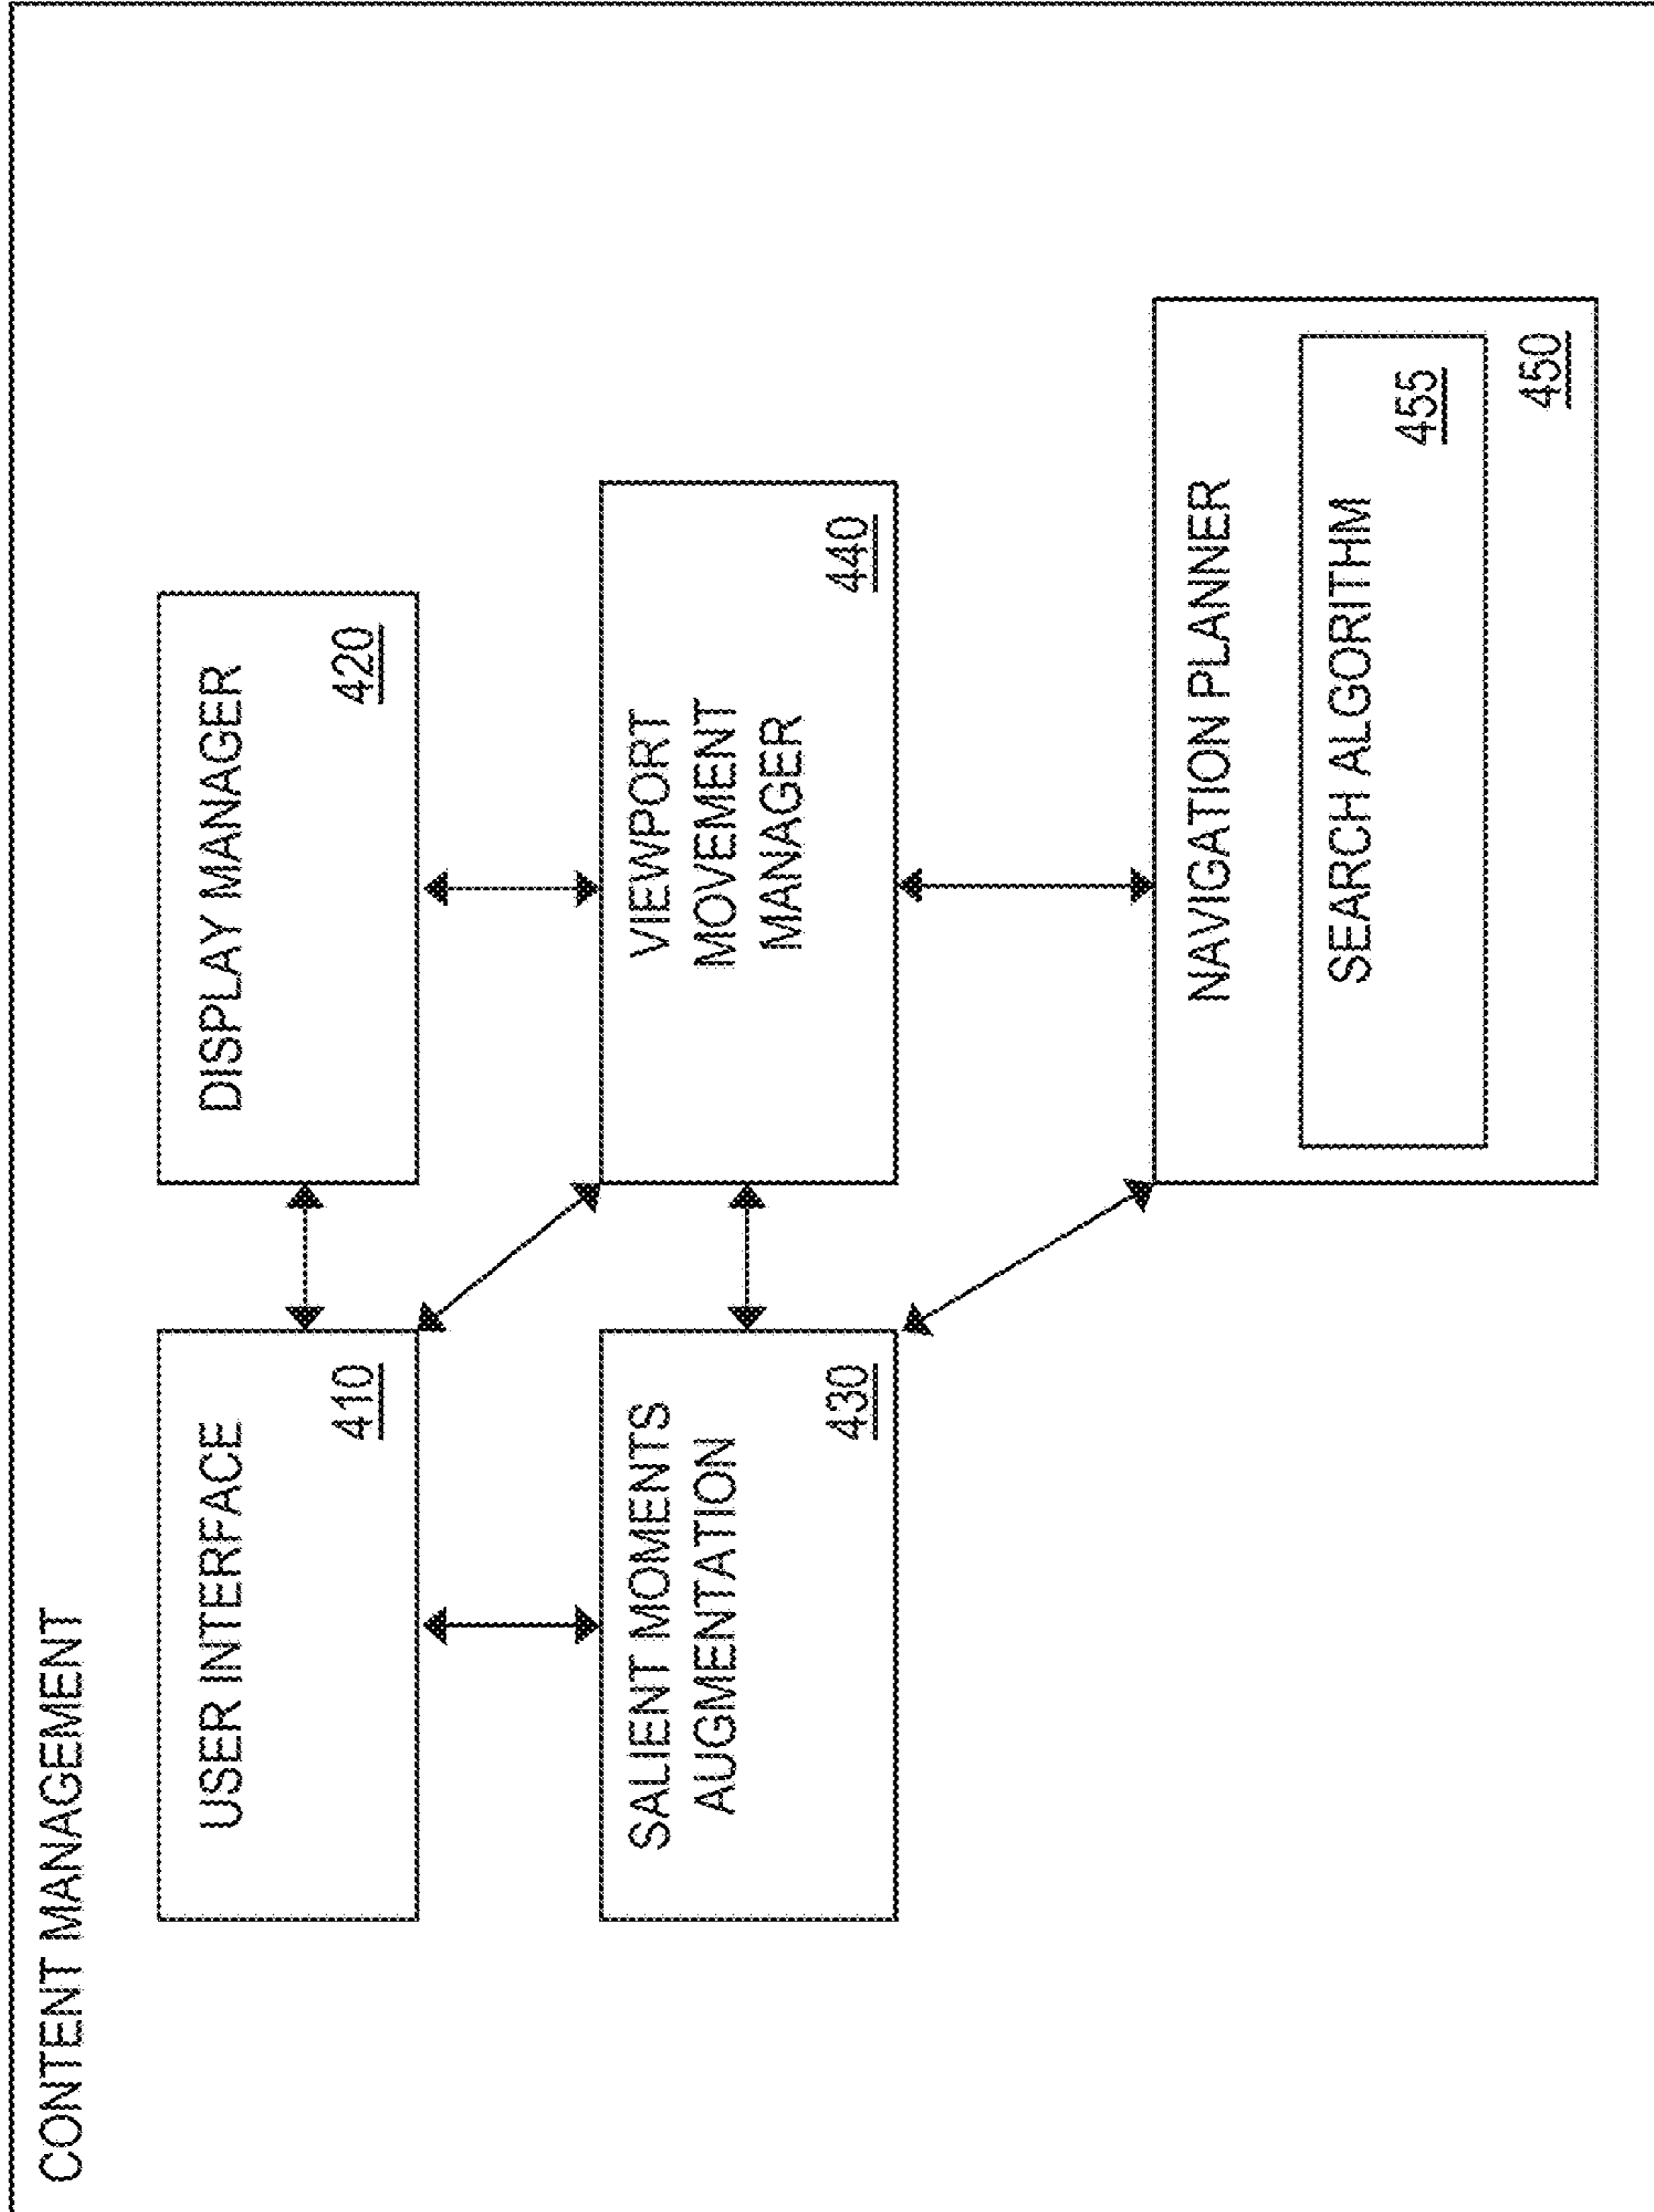 CONTENT MANAGEMENT
USER INTERFACE
410
DISPLAY MANAGER
420
SALIENT MOMENTS
AUGMENTATION
430
VIEWPORT
MOVEMENT
MANAGER
440
NAVIGATION PLANNER
SEARCH ALGORITHM
455
450